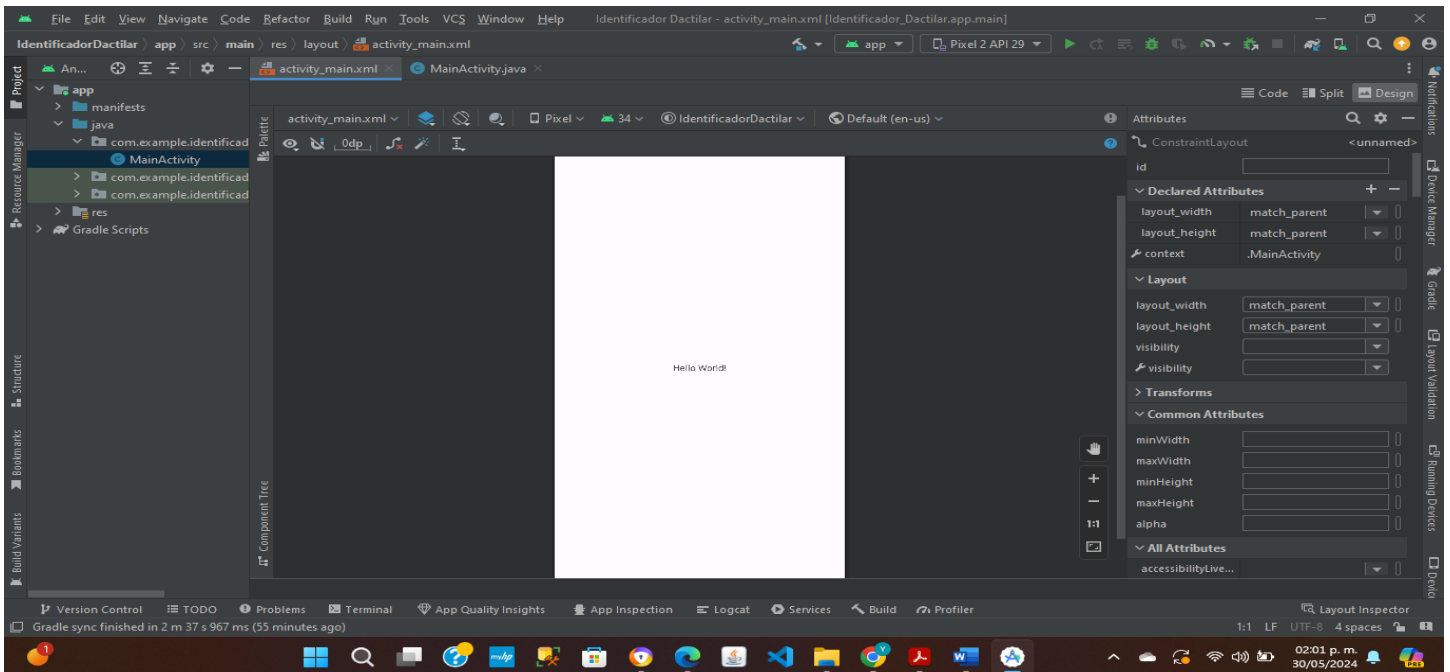 File Edit View Navigate Code Refactor Build Run Tools VCS Window Help Identificador Dactilar - activity_main.xml [Identificador_Dactilar.app.main]
IdentificadorDactilar app src main res layout activity_main.xml app Pixel 2 API 29
An... activity_main.xml MainActivity.java
Project
Resource Manager
Structure
Bookmarks
Build Variants
app
manifests
java
com.example.identificad
MainActivity
com.example.identificad
com.example.identificad
res
Gradle Scripts
Code Split Design
Palette
Component Tree
activity_main.xml Pixel 34 IdentificadorDactilar Default (en-us)
0dp
Hello World!
1:1
Attributes
ConstraintLayout <unnamed>
id
Declared Attributes
layout_width match_parent
layout_height match_parent
context .MainActivity
Layout
layout_width match_parent
layout_height match_parent
visibility
visibility
Transforms
Common Attributes
minWidth
maxWidth
minHeight
maxHeight
alpha
All Attributes
accessibilityLive...
Notifications
Device Manager
Gradle
Layout Validation
Running Devices
Devic
Version Control TODO Problems Terminal App Quality Insights App Inspection Logcat Services Build Profiler Layout Inspector
Gradle sync finished in 2 m 37 s 967 ms (55 minutes ago) 1:1 LF UTF-8 4 spaces
1 myhp W PRE
02:01 p. m.
30/05/2024